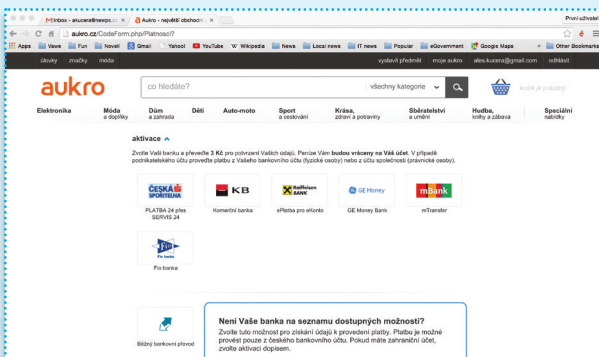 Inbox - akucera@newps.cz
Aukro - největší obchodní
První uživatel
aukro.cz/CodeForm.php/Platnosci?
Apps Wawe Fun Novell Gmail Yahoo! YouTube Wikipedia News Local news IT news Popular eGovernment Google Maps » Other Bookmarks
úlovky značky móda vystavit předmět moje aukro ales.kucera@gmail.com odhlásit
aukro
co hledáte?
všechny kategorie
košík je prázdný
Elektronika Móda Dům Děti Auto-moto Sport Krása, Sběratelství Hudba, Speciální
a doplňky a zahrada a cestování zdraví a potraviny a umění knihy a zábava nabídky
aktivace
Zvolte Vaši banku a převeďte 3 Kč pro potvrzení Vašich údajů. Peníze Vám budou vráceny na Váš účet. V případě
podnikatelského účtu proveďte platbu z Vašeho bankovního účtu (fyzické osoby) nebo z účtu společnosti (právnické osoby).
ČESKÁ
SPOŘITELNA
KB
Raiffeisen
BANK
GE Money
mBank
PLATBA 24 přes
SERVIS 24
Komerční banka
ePlatba pro eKonto
GE Money Bank
mTransfer
Fio
Fio banka
Fio banka
Běžný bankovní převod
Není Vaše banka na seznamu dostupných možností?
Zvolte tuto možnost pro získání údajů k provedení platby. Platbu je možné
provést pouze z českého bankovního účtu. Pokud máte zahraniční účet,
zvolte aktivaci dopisem.